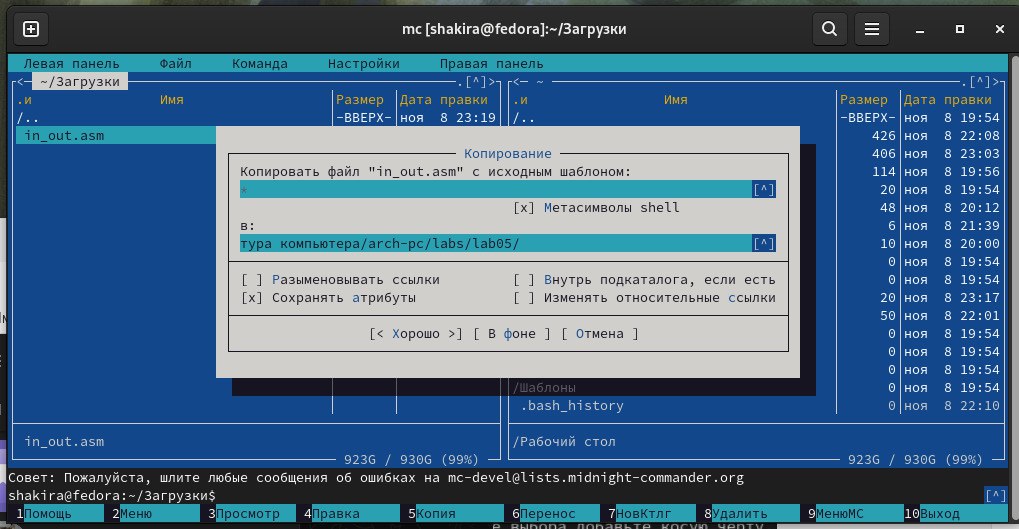 mc [shakira@fedora]:~/Загрузки
Левая панель Файл Команда Настройки Правая панель
<─ ~/Загрузки .[^]> <─ ~ .[^]>
.и Имя Размер Дата правки .и Имя Размер Дата правки
/.. -ВВЕРХ- ноя 8 23:19 /.. -ВВЕРХ- ноя 8 19:54
in_out.asm 426 ноя 8 22:08
406 ноя 8 23:03
Копирование
Копировать файл "in_out.asm" с исходным шаблоном: 114 ноя 8 19:56
* [^] 20 ноя 8 19:54
[x] Метасимволы shell 48 ноя 8 20:12
в: 6 ноя 8 21:39
тура компьютера/arch-pc/labs/lab05/ [^] 10 ноя 8 20:00
0 ноя 8 19:54
[ ] Разыменовывать ссылки [ ] Внутрь подкаталога, если есть 0 ноя 8 19:54
[x] Сохранять атрибуты [ ] Изменять относительные ссылки 20 ноя 8 23:17
50 ноя 8 22:01
[< Хорошо >] [ В фоне ] [ Отмена ] 0 ноя 8 19:54
0 ноя 8 19:54
0 ноя 8 19:54
/Шаблоны 0 ноя 8 19:54
.bash_history 0 ноя 8 22:10
in_out.asm /Рабочий стол
923G / 930G (99%) 923G / 930G (99%)
Совет: Пожалуйста, шлите любые сообщения об ошибках на mc-devel@lists.midnight-commander.org
shakira@fedora:~/Загрузки$ [^]
1Помощь 2Меню 3Просмотр 4Правка 5Копия 6Перенос 7НовКтлг 8Удалить 9МенюMC 10Выход
е выбора добавьте косую черту